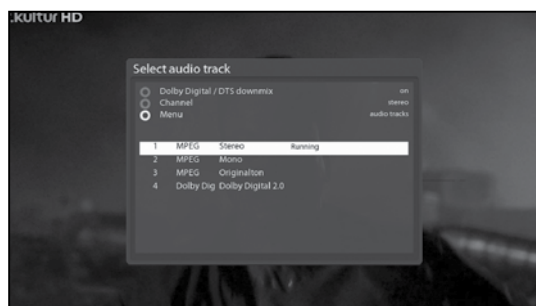 .kultur HD
Select audio track
Dolby Digital / DTS downmix on
Channel stereo
Menu audio tracks
1 MPEG Stereo Running
2 MPEG Mono
3 MPEG Originalton
4 Dolby Dig Dolby Digital 2.0